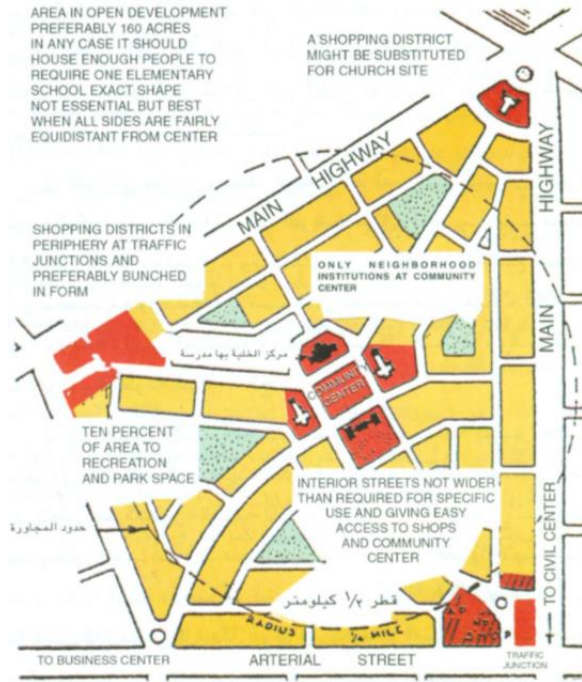 AREA IN OPEN DEVELOPMENT
PREFERABLY 160 ACRES
IN ANY CASE IT SHOULD
HOUSE ENOUGH PEOPLE TO
REQUIRE ONE ELEMENTARY
SCHOOL EXACT SHAPE
NOT ESSENTIAL BUT BEST
WHEN ALL SIDES ARE FAIRLY
EQUIDISTANT FROM CENTER
A SHOPPING DISTRICT
MIGHT BE SUBSTITUTED
FOR CHURCH SITE
MAIN HIGHWAY
HIGHWAY
MAIN
SHOPPING DISTRICTS IN
PERIPHERY AT TRAFFIC
JUNCTIONS AND
PREFERABLY BUNCHED
IN FORM
ONLY NEIGHBORHOOD
INSTITUTIONS AT COMMUNITY
CENTER
مركز الخلية بها مدرسة
COMMUNITY
CENTER
TEN PERCENT
OF AREA TO
RECREATION
AND PARK SPACE
INTERIOR STREETS NOT WIDER
THAN REQUIRED FOR SPECIFIC
USE AND GIVING EASY
ACCESS TO SHOPS
AND COMMUNITY
CENTER
حدود المجاورة
قطر ١/٢ كيلومتر
TO CIVIL CENTER
RADIUS 1/4 MILE
TO BUSINESS CENTER
ARTERIAL STREET
TRAFFIC
JUNCTION